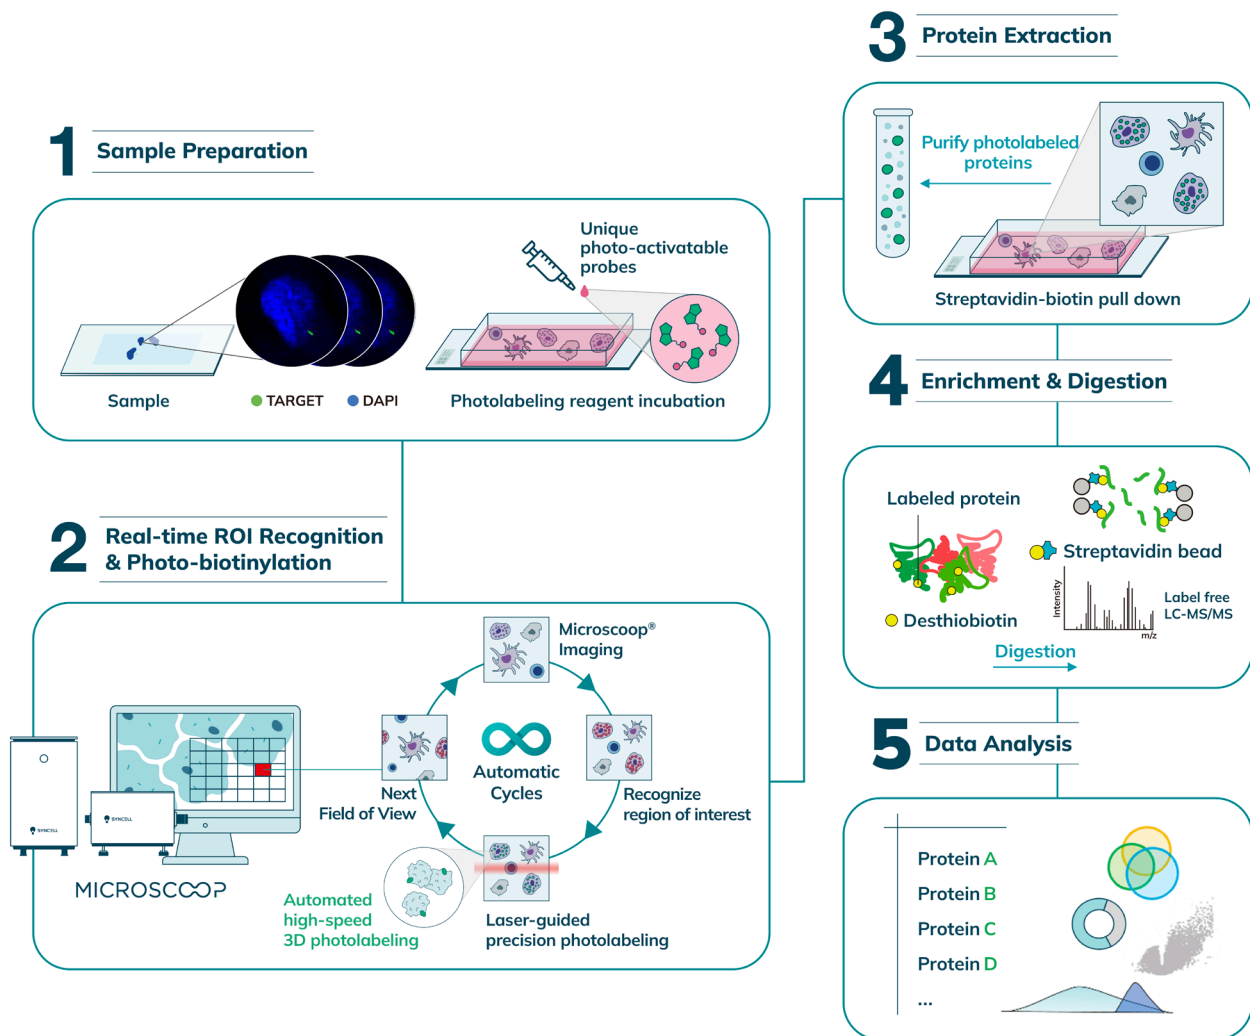 1
Sample Preparation
Unique
photo-activatable
probes
Sample
TARGET
DAPI
Photolabeling reagent incubation
2
Real-time ROI Recognition
& Photo-biotinylation
Microscoop®
Imaging
Automatic
Cycles
Next
Field of View
Recognize
region of interest
SYNCELL
SYNCELL
MICROSCOOP
Automated
high-speed
3D photolabeling
Laser-guided
precision photolabeling
3
Protein Extraction
Purify photolabeled
proteins
Streptavidin-biotin pull down
4
Enrichment & Digestion
Labeled protein
Streptavidin bead
Desthiobiotin
Intensity
m/z
Label free
LC-MS/MS
Digestion
5
Data Analysis
Protein A
Protein B
Protein C
Protein D
...